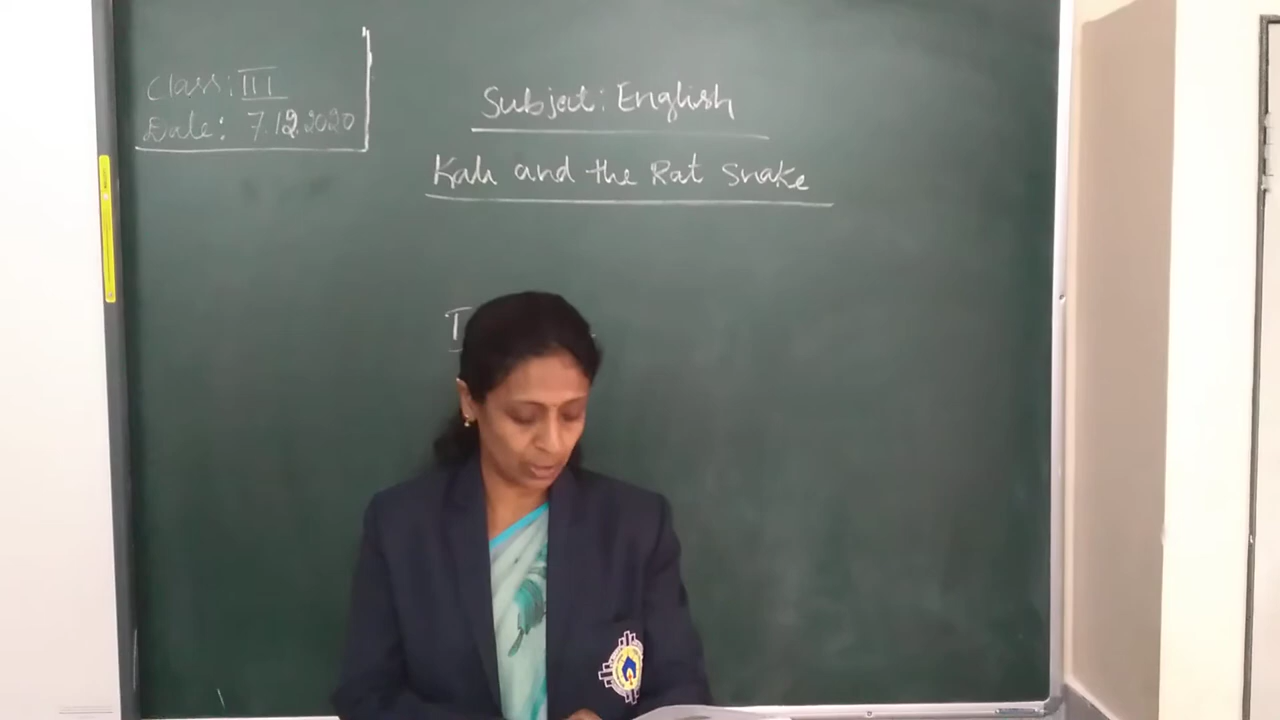 Class: III
Date: 7.12.2020
Subject: English
Kali and the Rat Snake